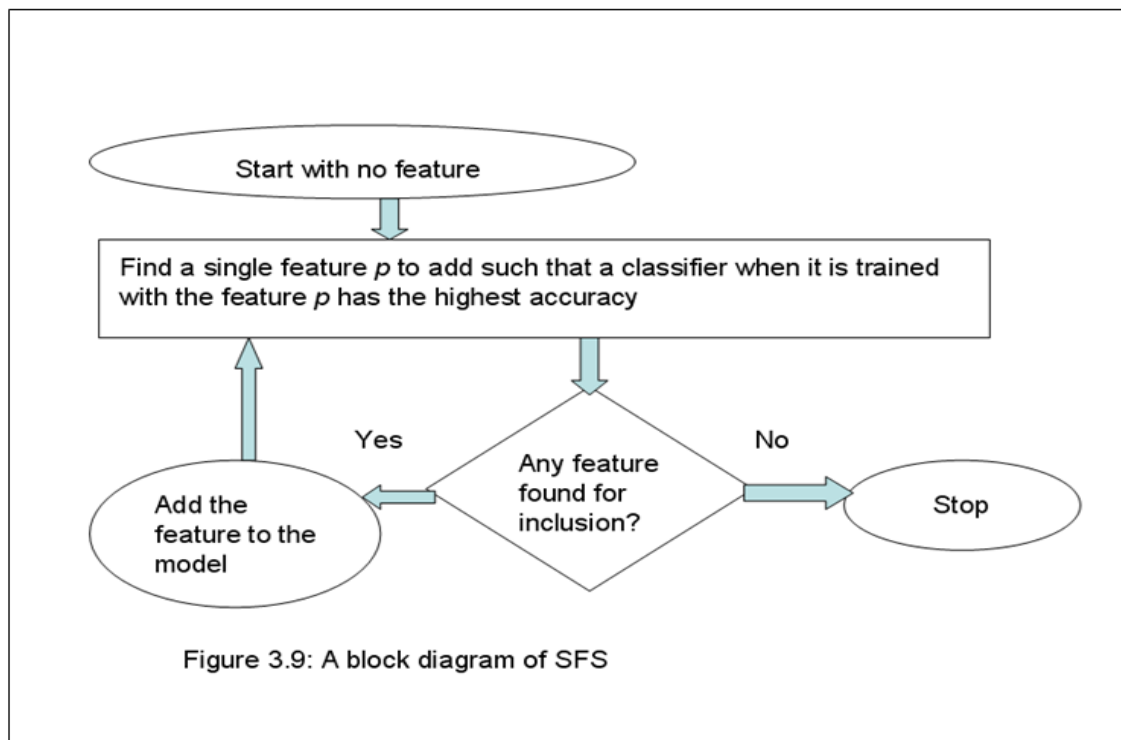 Start with no feature
Find a single feature p to add such that a classifier when it is trained
with the feature p has the highest accuracy
Yes
No
Any feature
found for
inclusion?
Add the
feature to the
model
Stop
Figure 3.9: A block diagram of SFS